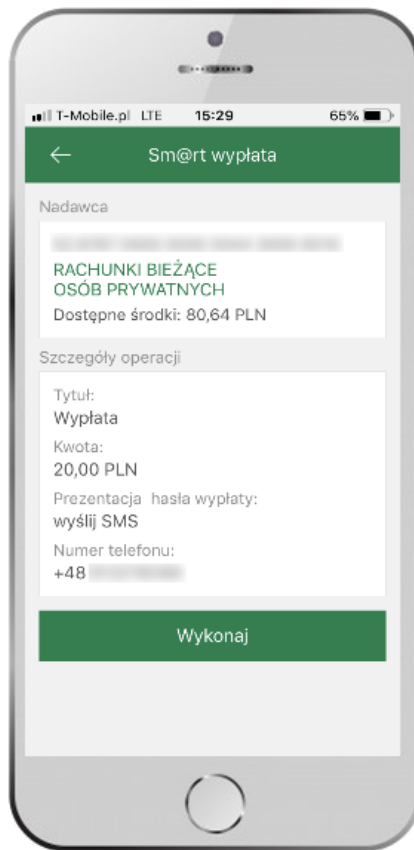 T-Mobile.pl LTE 15:29 65%
Sm@rt wypłata
Nadawca
RACHUNKI BIEŻĄCE
OSÓB PRYWATNYCH
Dostępne środki: 80,64 PLN
Szczegóły operacji
Tytuł:
Wypłata
Kwota:
20,00 PLN
Prezentacja hasła wypłaty:
wyślij SMS
Numer telefonu:
+48
Wykonaj